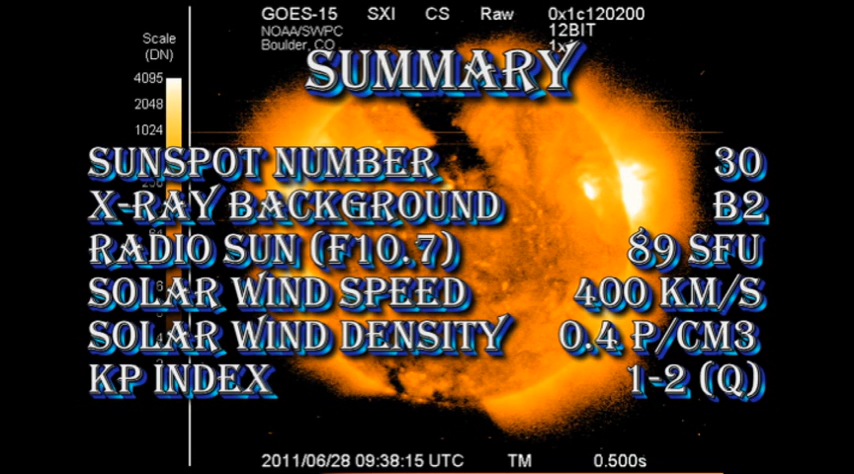 GOES-15 SXI CS Raw 0x1c120200
NOAA/SWPC 12BIT
Boulder, CO
Scale
(DN)
SUMMARY
4095
2048
1024
SUNSPOT NUMBER 30
X-RAY BACKGROUND B2
RADIO SUN (F10.7) 89 SFU
SOLAR WIND SPEED 400 KM/S
SOLAR WIND DENSITY 0.4 P/CM3
KP INDEX 1-2 (Q)
2011/06/28 09:38:15 UTC TM 0.500s